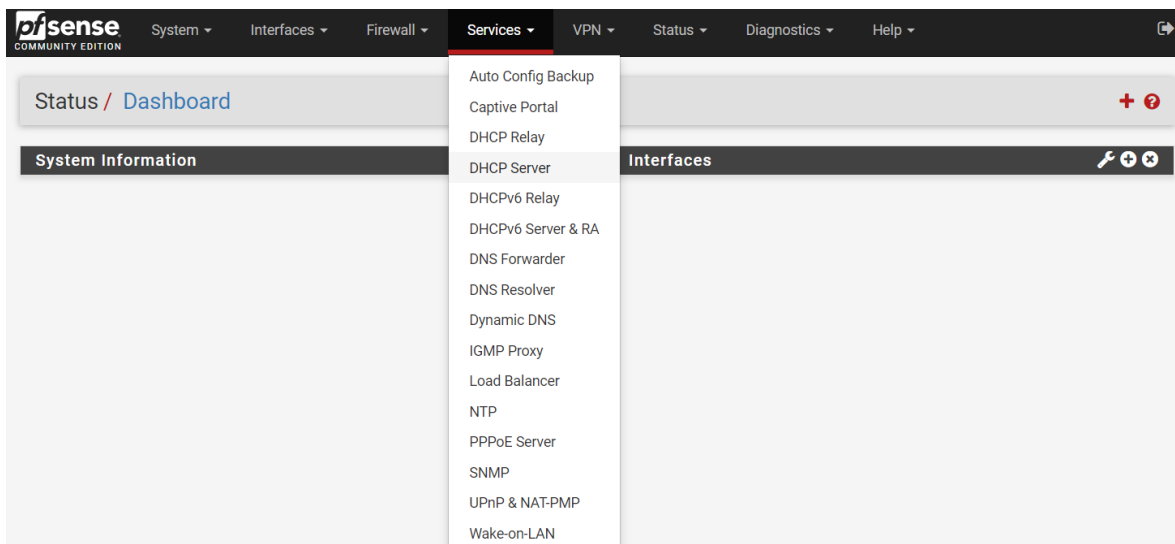 pfsense
COMMUNITY EDITION
System Interfaces Firewall Services VPN Status Diagnostics Help
Status / Dashboard
System Information
Interfaces
Auto Config Backup
Captive Portal
DHCP Relay
DHCP Server
DHCPv6 Relay
DHCPv6 Server & RA
DNS Forwarder
DNS Resolver
Dynamic DNS
IGMP Proxy
Load Balancer
NTP
PPPoE Server
SNMP
UPnP & NAT-PMP
Wake-on-LAN